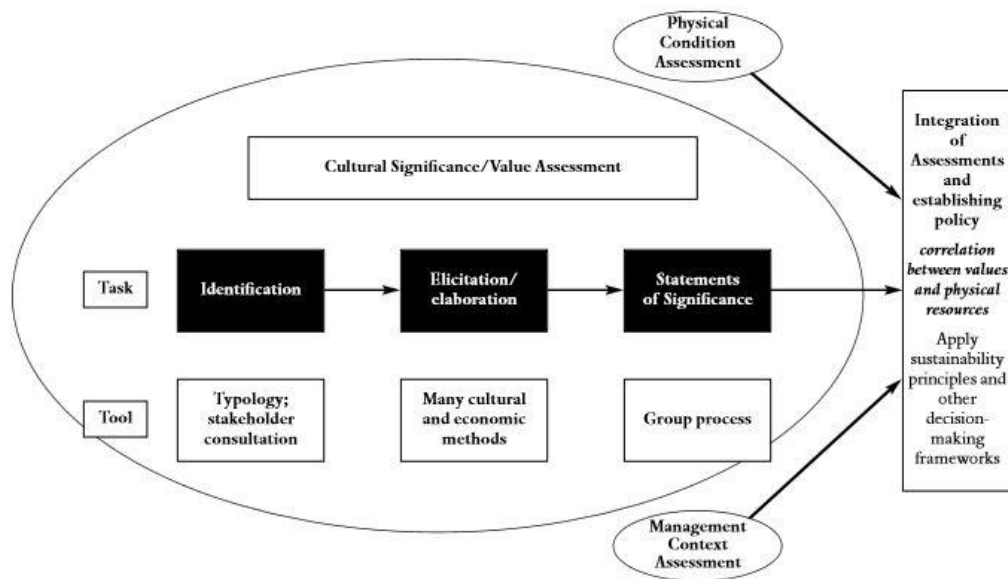 Physical
Condition
Assessment
Cultural Significance/Value Assessment
Task
Identification
Elicitation/
elaboration
Statements
of Significance
Tool
Typology;
stakeholder
consultation
Many cultural
and economic
methods
Group process
Management
Context
Assessment
Integration
of
Assessments
and
establishing
policy
correlation
between values
and physical
resources
Apply
sustainability
principles and
other
decision-
making
frameworks